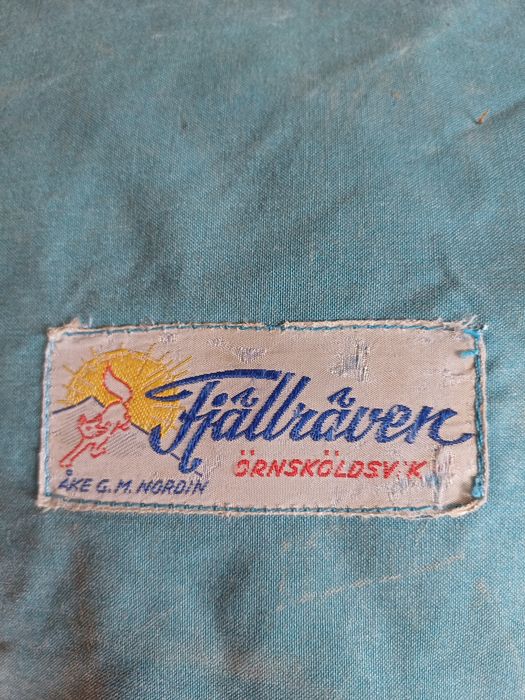 Fjällräven
ÖRNSKÖLDSVIK
ÅKE G. M. NORDIN